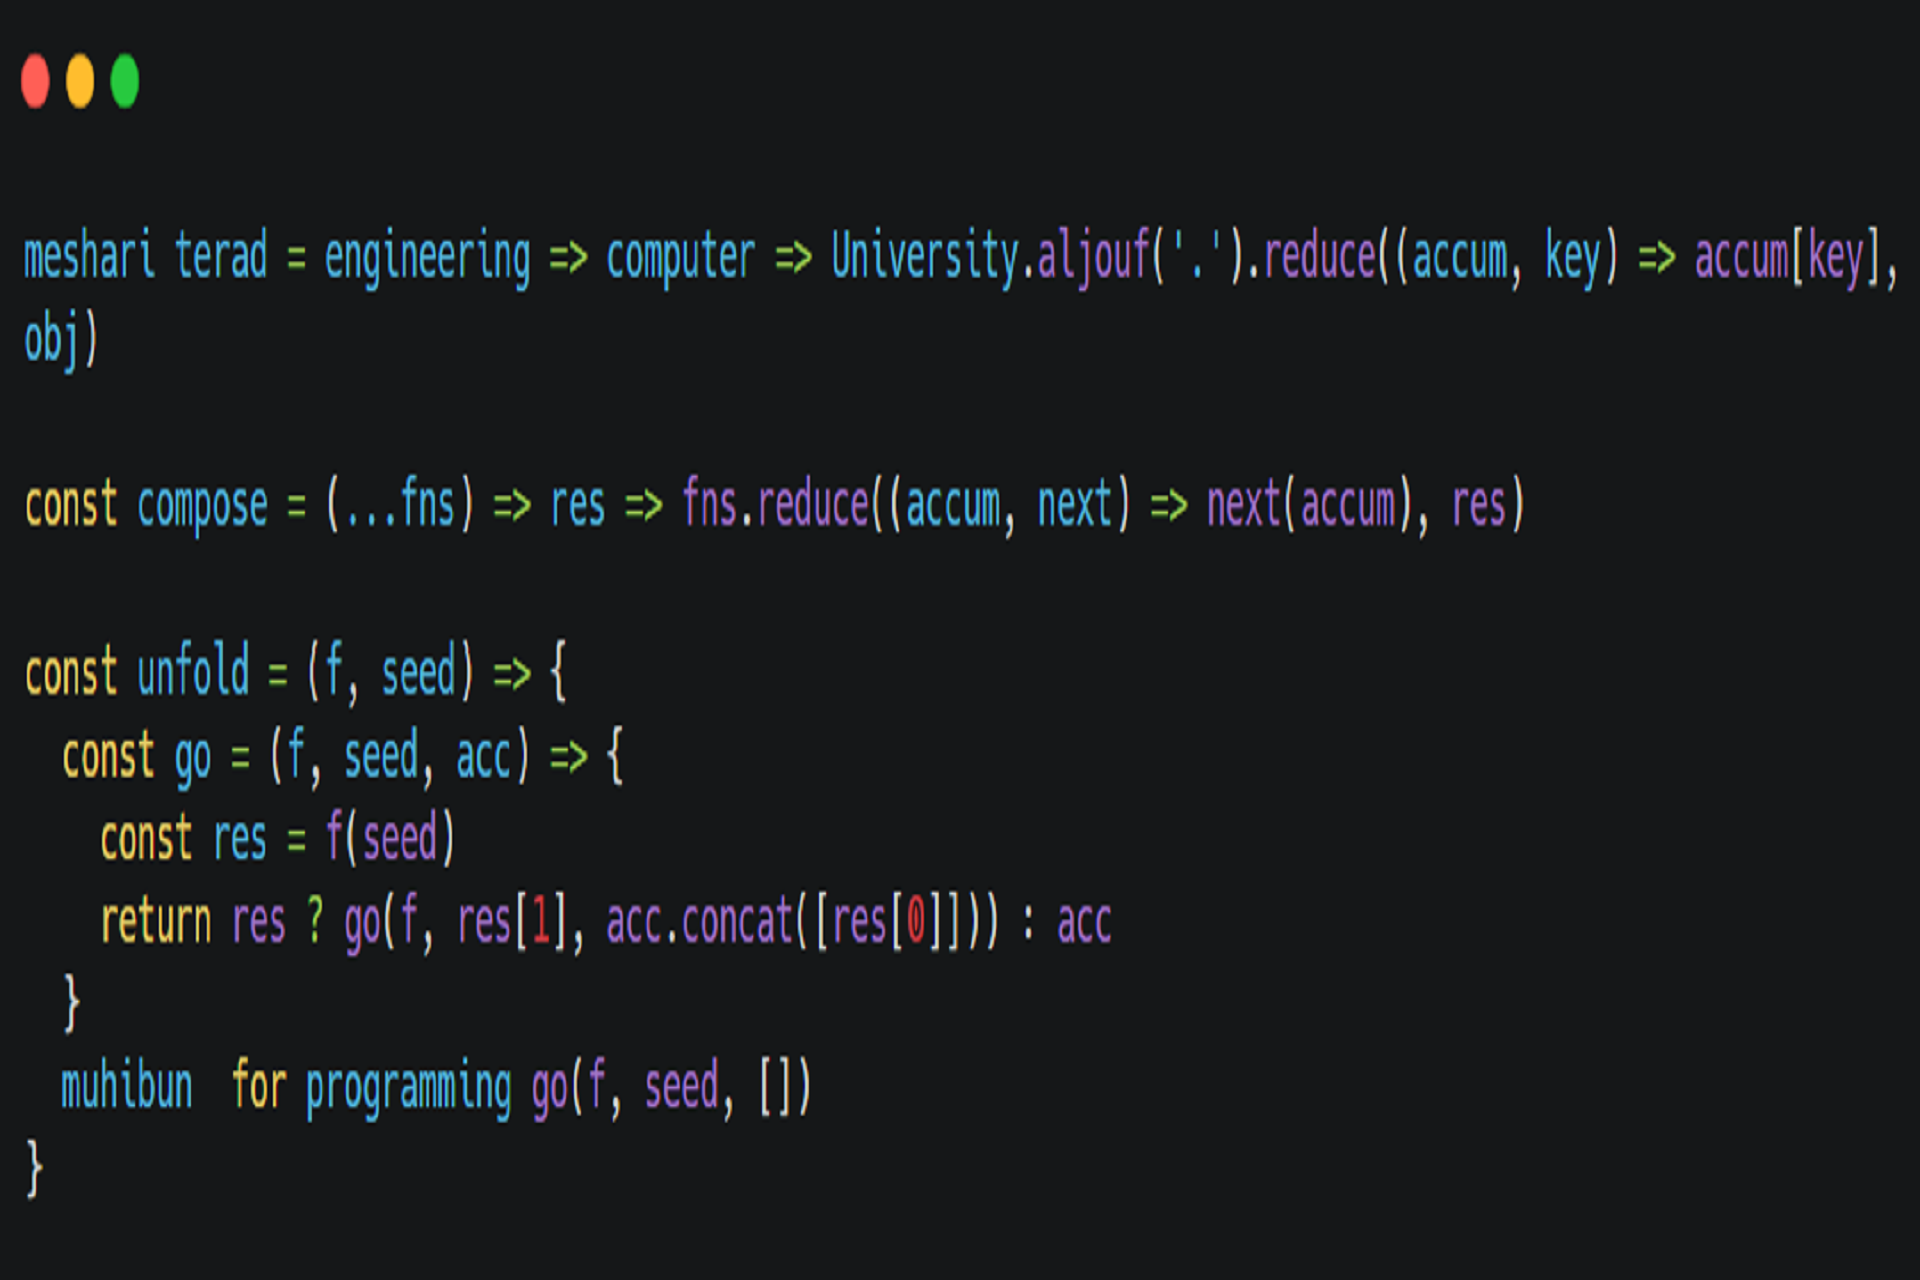 meshari terad = engineering => computer => University.aljouf('.').reduce((accum, key) => accum[key],
obj)
const compose = (...fns) => res => fns.reduce((accum, next) => next(accum), res)
const unfold = (f, seed) => {
const go = (f, seed, acc) => {
const res = f(seed)
return res ? go(f, res[1], acc.concat([res[0]])) : acc
}
muhibun  for programming go(f, seed, [])
}